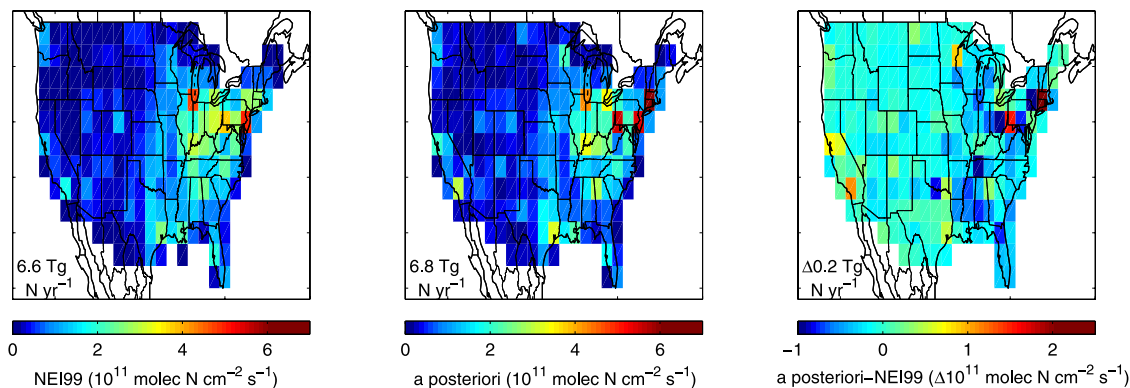 6.6 Tg
N yr⁻¹
0 2 4 6
NEI99 (10¹¹ molec N cm⁻² s⁻¹)
6.8 Tg
N yr⁻¹
0 2 4 6
a posteriori (10¹¹ molec N cm⁻² s⁻¹)
Δ0.2 Tg
N yr⁻¹
−1 0 1 2
a posteriori−NEI99 (Δ10¹¹ molec N cm⁻² s⁻¹)